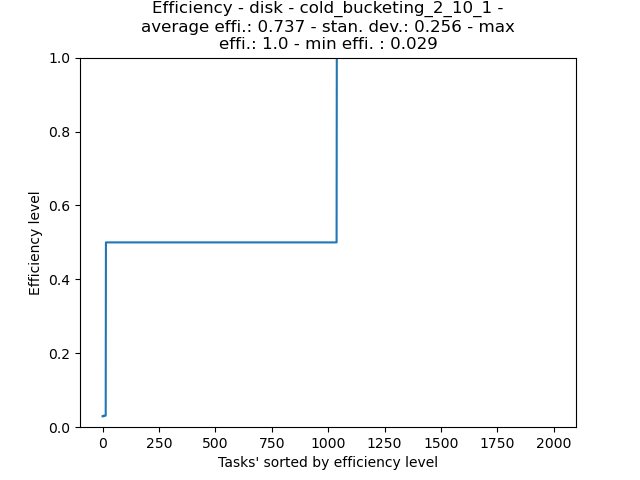 Efficiency - disk - cold_bucketing_2_10_1 -
average effi.: 0.737 - stan. dev.: 0.256 - max
effi.: 1.0 - min effi. : 0.029
1.0
0.8
0.6
0.4
0.2
0.0
Efficiency level
0 250 500 750 1000 1250 1500 1750 2000
Tasks' sorted by efficiency level